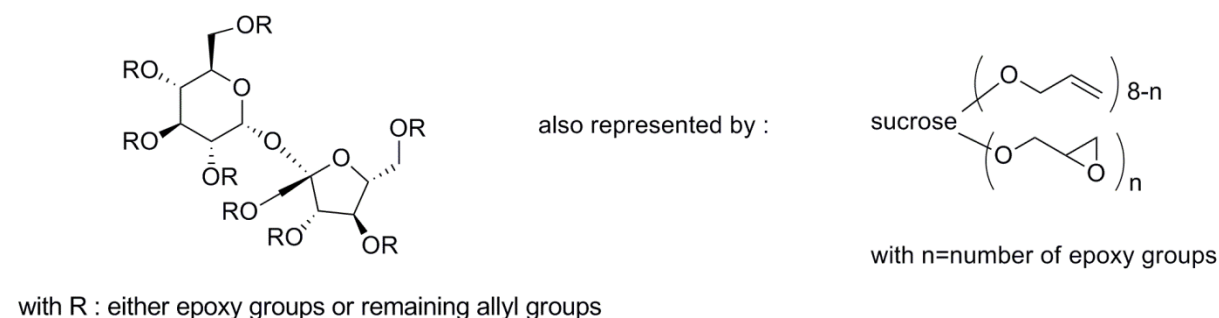 OR
RO
O
RO
OR
O
OR
O
RO
RO
OR
also represented by :
sucrose
O
8-n
O
O
n
with n=number of epoxy groups
with R : either epoxy groups or remaining allyl groups